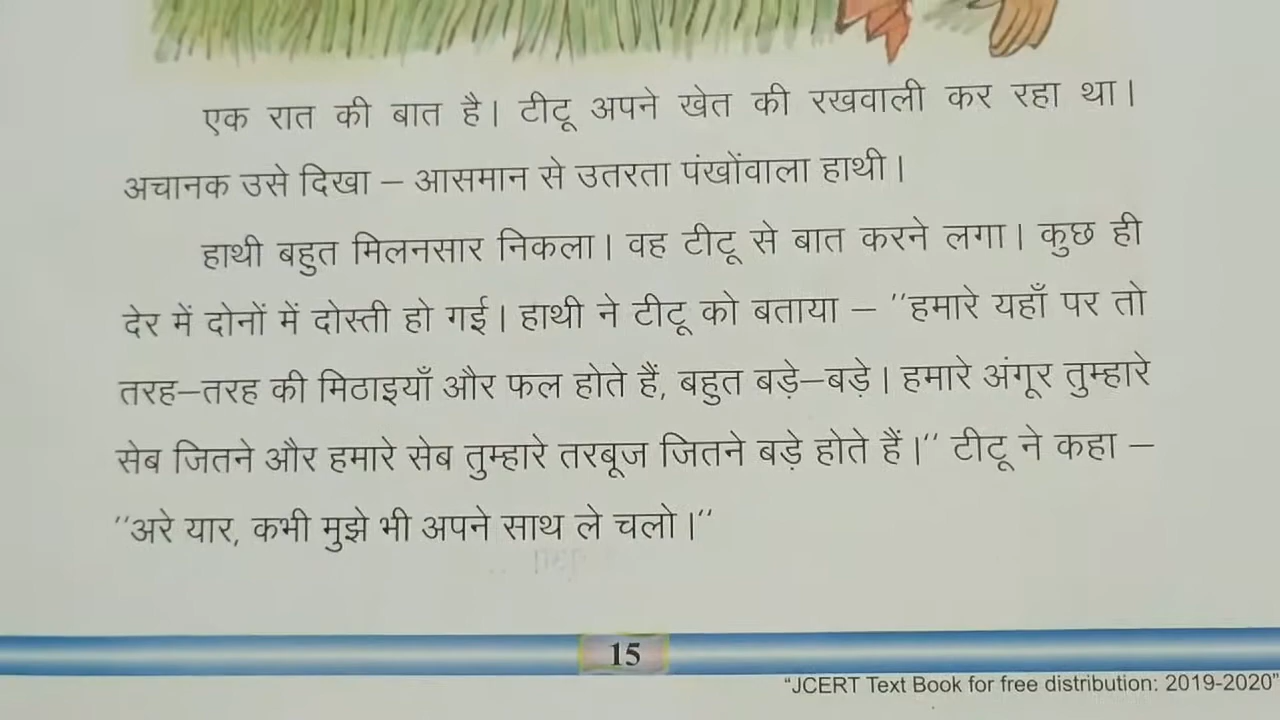 एक रात की बात है। टीटू अपने खेत की रखवाली कर रहा था।
अचानक उसे दिखा – आसमान से उतरता पंखोंवाला हाथी।
हाथी बहुत मिलनसार निकला। वह टीटू से बात करने लगा। कुछ ही
देर में दोनों में दोस्ती हो गई। हाथी ने टीटू को बताया – ''हमारे यहाँ पर तो
तरह–तरह की मिठाइयाँ और फल होते हैं, बहुत बड़े–बड़े। हमारे अंगूर तुम्हारे
सेब जितने और हमारे सेब तुम्हारे तरबूज जितने बड़े होते हैं।'' टीटू ने कहा –
''अरे यार, कभी मुझे भी अपने साथ ले चलो।''
15
“JCERT Text Book for free distribution: 2019-2020”